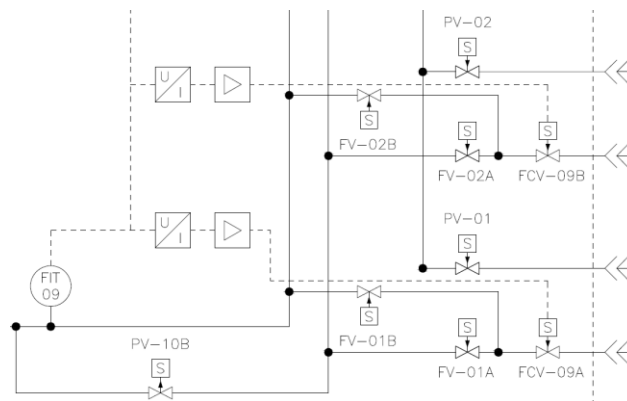 PV-02
S
U
I
S
S
S
FV-02B
FV-02A
FCV-09B
PV-01
U
I
S
FIT
09
S
S
S
PV-10B
FV-01B
S
FV-01A
FCV-09A